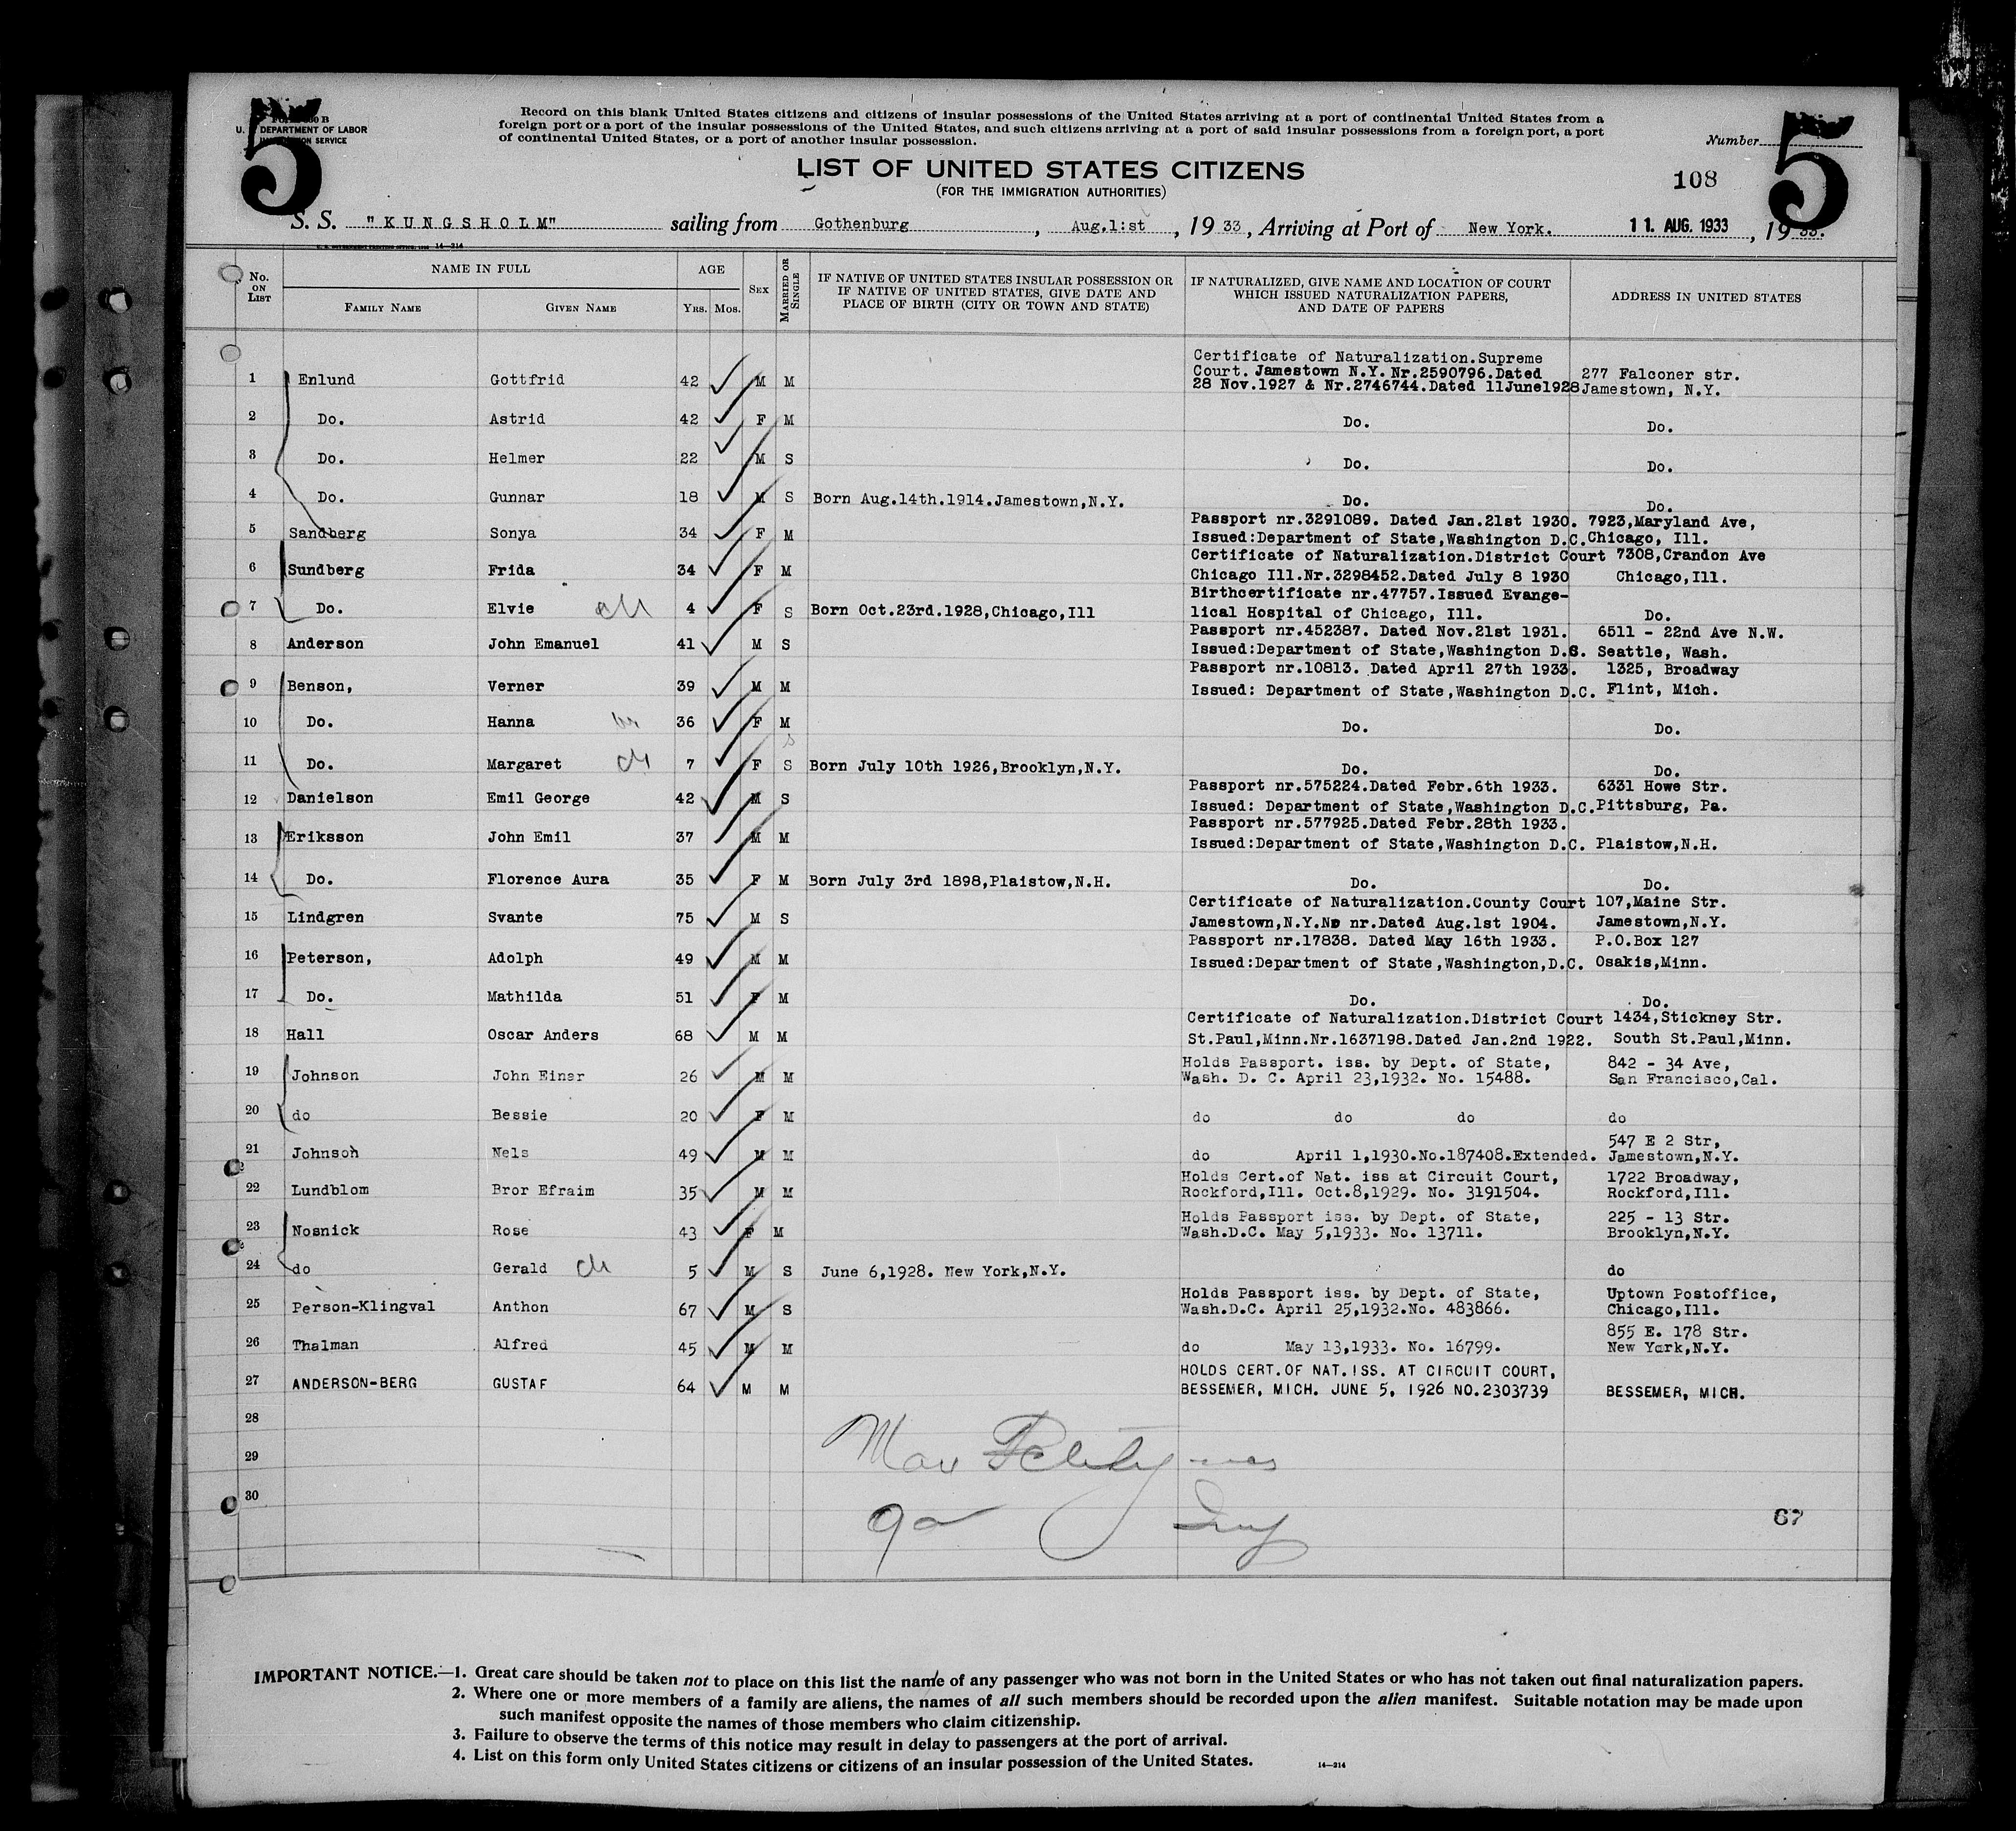 5
5
Record on this blank United States citizens and citizens of insular possessions of the United States arriving at a port of continental United States from a
foreign port or a port of the insular possessions of the United States, and such citizens arriving at a port of said insular possessions from a foreign port, a port
of continental United States, or a port of another insular possession.
U. S. DEPARTMENT OF LABOR
SERVICE
Number
LIST OF UNITED STATES CITIZENS
(FOR THE IMMIGRATION AUTHORITIES)
108
S. S. "KUNGSHOLM" sailing from Gothenburg, Aug.1:st, 1933, Arriving at Port of New York. 11. AUG. 1933, 1933.
14—214
No. ON LIST
NAME IN FULL
FAMILY NAME GIVEN NAME
AGE
YRS. MOS.
SEX
MARRIED OR SINGLE
IF NATIVE OF UNITED STATES INSULAR POSSESSION OR
IF NATIVE OF UNITED STATES, GIVE DATE AND
PLACE OF BIRTH (CITY OR TOWN AND STATE)
IF NATURALIZED, GIVE NAME AND LOCATION OF COURT
WHICH ISSUED NATURALIZATION PAPERS,
AND DATE OF PAPERS
ADDRESS IN UNITED STATES
Certificate of Naturalization.Supreme
1 Enlund Gottfrid 42 M M Court. Jamestown N.Y. Nr.2590796.Dated 277 Falconer str.
28 Nov.1927 & Nr.2746744.Dated 11June1928 Jamestown, N.Y.
2 Do. Astrid 42 F M Do. Do.
3 Do. Helmer 22 M S Do. Do.
4 Do. Gunnar 18 M S Born Aug.14th.1914.Jamestown,N.Y. Do. Do.
Passport nr.3291089. Dated Jan.21st 1930. 7923,Maryland Ave,
5 Sandberg Sonya 34 F M Issued:Department of State,Washington D.C. Chicago, Ill.
Certificate of Naturalization.District Court 7308,Crandon Ave
6 Sundberg Frida 34 F M Chicago Ill.Nr.3298452.Dated July 8 1930 Chicago,Ill.
Birthcertificate nr.47757.Issued Evange-
7 Do. Elvie ch 4 F S Born Oct.23rd.1928,Chicago,Ill lical Hospital of Chicago, Ill. Do.
Passport nr.452387. Dated Nov.21st 1931. 6511 - 22nd Ave N.W.
8 Anderson John Emanuel 41 M S Issued:Department of State,Washington D.C. Seattle, Wash.
Passport nr.10813. Dated April 27th 1933. 1325, Broadway
9 Benson, Verner 39 M M Issued: Department of State,Washington D.C. Flint, Mich.
10 Do. Hanna 36 F M Do. Do.
11 Do. Margaret ch 7 F S Born July 10th 1926,Brooklyn,N.Y. Do. Do.
Passport nr.575224.Dated Febr.6th 1933. 6331 Howe Str.
12 Danielson Emil George 42 M S Issued: Department of State,Washington D.C. Pittsburg, Pa.
Passport nr.577925.Dated Febr.28th 1933.
13 Eriksson John Emil 37 M M Issued:Department of State,Washington D.C. Plaistow,N.H.
14 Do. Florence Aura 35 F M Born July 3rd 1898,Plaistow,N.H. Do. Do.
Certificate of Naturalization.County Court 107,Maine Str.
15 Lindgren Svante 75 M S Jamestown,N.Y.No nr.Dated Aug.1st 1904. Jamestown,N.Y.
Passport nr.17838. Dated May 16th 1933. P.O.Box 127
16 Peterson, Adolph 49 M M Issued:Department of State,Washington,D.C. Osakis,Minn.
17 Do. Mathilda 51 F M Do. Do.
Certificate of Naturalization.District Court 1434,Stickney Str.
18 Hall Oscar Anders 68 M M St.Paul,Minn.Nr.1637198.Dated Jan.2nd 1922. South St.Paul,Minn.
Holds Passport. iss. by Dept. of State, 842 - 34 Ave,
19 Johnson John Einar 26 M M Wash. D. C. April 23,1932. No. 15488. San Francisco,Cal.
20 do Bessie 20 F M do do do do
547 E 2 Str,
21 Johnson Nels 49 M M do April 1,1930.No.187408.Extended. Jamestown,N.Y.
Holds Cert.of Nat. iss at Circuit Court, 1722 Broadway,
22 Lundblom Bror Efraim 35 M M Rockford,Ill. Oct.8,1929. No. 3191504. Rockford,Ill.
Holds Passport iss. by Dept. of State, 225 - 13 Str.
23 Nosnick Rose 43 F M Wash.D.C. May 5,1933. No. 13711. Brooklyn,N.Y.
24 do Gerald ch 5 M S June 6,1928. New York,N.Y. do
Holds Passport iss. by Dept. of State, Uptown Postoffice,
25 Person-Klingval Anthon 67 M S Wash.D.C. April 25,1932.No. 483866. Chicago,Ill.
855 E. 178 Str.
26 Thalman Alfred 45 M M do May 13,1933. No. 16799. New York,N.Y.
HOLDS CERT.OF NAT.ISS. AT CIRCUIT COURT,
27 ANDERSON-BERG GUSTAF 64 M M BESSEMER, MICH. JUNE 5, 1926 NO.2303739 BESSEMER, MICH.
28
29
30
67
IMPORTANT NOTICE.—1. Great care should be taken not to place on this list the name of any passenger who was not born in the United States or who has not taken out final naturalization papers.
2. Where one or more members of a family are aliens, the names of all such members should be recorded upon the alien manifest. Suitable notation may be made upon
such manifest opposite the names of those members who claim citizenship.
3. Failure to observe the terms of this notice may result in delay to passengers at the port of arrival.
4. List on this form only United States citizens or citizens of an insular possession of the United States.
14—214